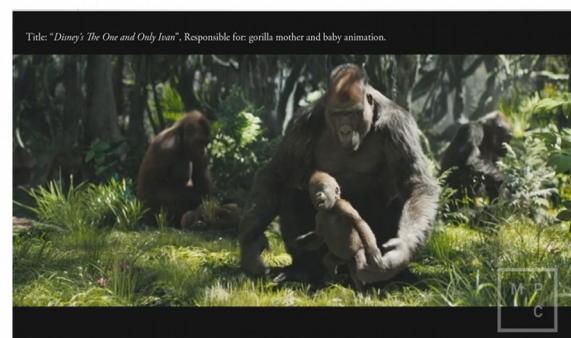 Title: “Disney's The One and Only Ivan”, Responsible for: gorilla mother and baby animation.
M P
C